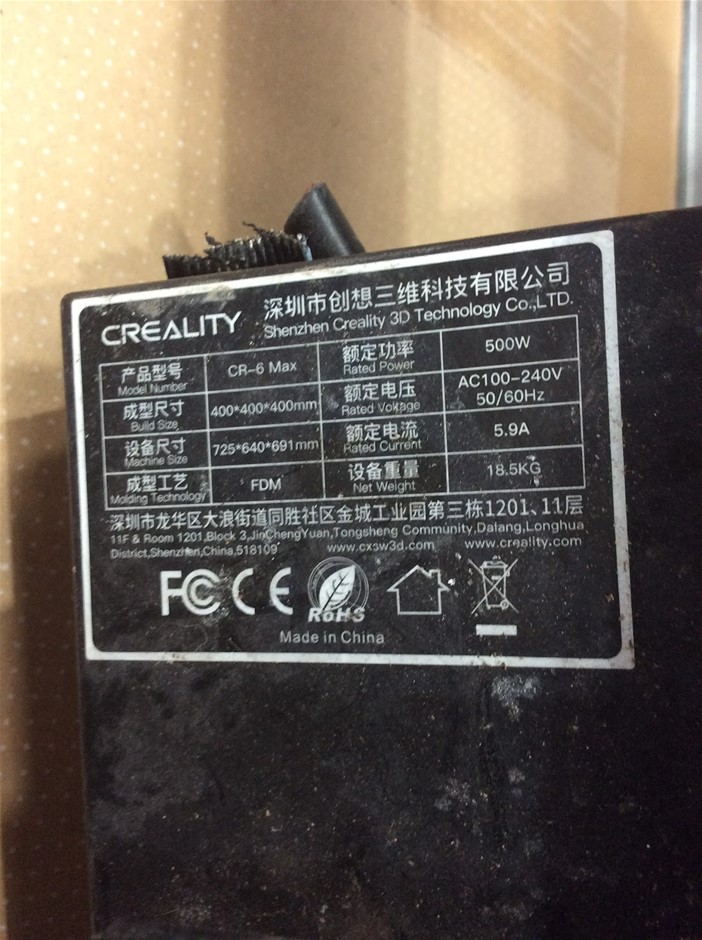 CREALITY 深圳市创想三维科技有限公司
Shenzhen Creality 3D Technology Co.,LTD.
产品型号 CR-6 Max 额定功率 500W
Model Number Rated Power
成型尺寸 400*400*400mm 额定电压 AC100-240V
Build Size Rated Voltage 50/60Hz
设备尺寸 725*640*691mm 额定电流 5.9A
Machine Size Rated Current
成型工艺 FDM 设备重量 18.5KG
Molding Technology Net Weight
深圳市龙华区大浪街道同胜社区金城工业园第三栋1201、11层
11F & Room 1201,Block 3,JinChengYuan,Tongsheng Community,Dalang,Longhua
District,Shenzhen,China,518109 www.cxsw3d.com www.creality.com
FC CE RoHS
Made in China